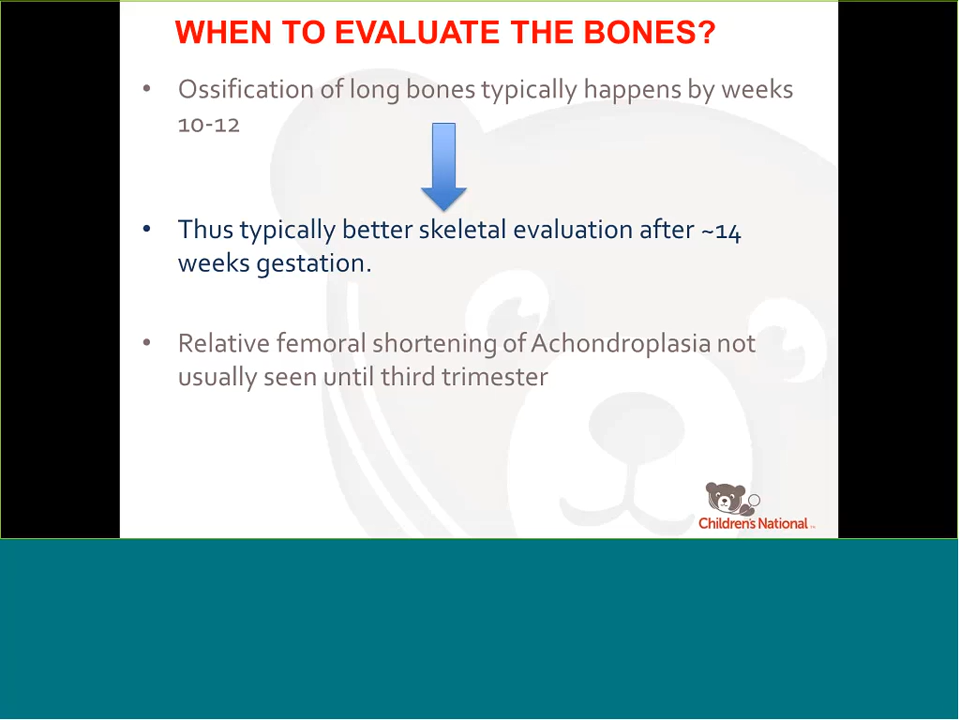 WHEN TO EVALUATE THE BONES?
• Ossification of long bones typically happens by weeks
10-12
• Thus typically better skeletal evaluation after ~14
weeks gestation.
• Relative femoral shortening of Achondroplasia not
usually seen until third trimester
Children's National